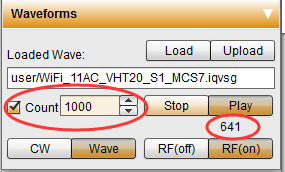 Waveforms
Loaded Wave: Load Upload
user/WiFi_11AC_VHT20_S1_MCS7.iqvsg
Count 1000 Stop Play
641
CW Wave RF(off) RF(on)